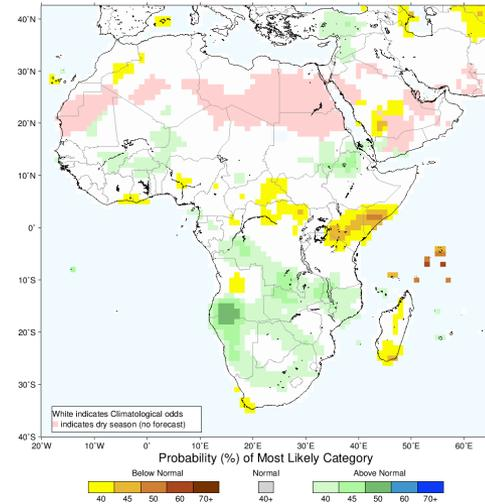 40°N
30°N
20°N
10°N
0°
10°S
20°S
30°S
40°S
White indicates Climatological odds
indicates dry season (no forecast)
20°W 10°W 0° 10°E 20°E 30°E 40°E 50°E 60°E
Probability (%) of Most Likely Category
Below Normal Normal Above Normal
40 45 50 60 70+ 40+ 40 45 50 60 70+